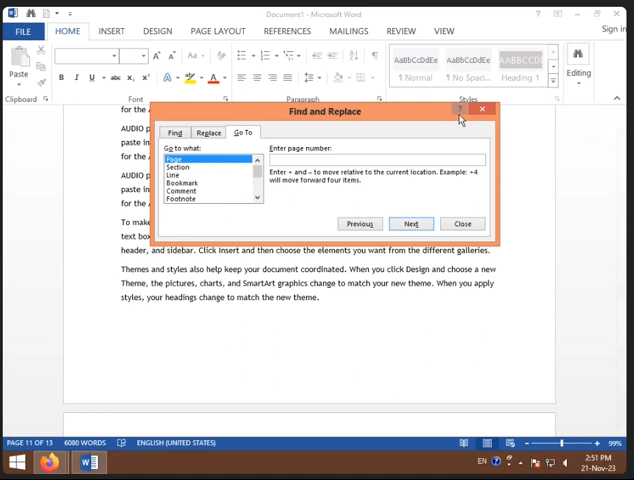 Document1 - Microsoft Word
Sign in
FILE HOME INSERT DESIGN PAGE LAYOUT REFERENCES MAILINGS REVIEW VIEW
Paste
B I U abc x₂ x² A A
Aa
AaBbCcDdEe AaBbCcDdEe AABBCCD
¶ Normal ¶ No Spac... Heading 1
Editing
Clipboard Font Paragraph Styles
for the A
Find and Replace
AUDIO p
paste in
for the A
AUDIO p
paste in
for the A
To make
text box
Find Replace Go To
Go to what:
Page
Section
Line
Bookmark
Comment
Footnote
Enter page number:
Enter + and – to move relative to the current location. Example: +4
will move forward four items.
Previous Next Close
header, and sidebar. Click Insert and then choose the elements you want from the different galleries.
Themes and styles also help keep your document coordinated. When you click Design and choose a new
Theme, the pictures, charts, and SmartArt graphics change to match your new theme. When you apply
styles, your headings change to match the new theme.
PAGE 11 OF 13 6080 WORDS ENGLISH (UNITED STATES) 99%
EN 2:51 PM
21-Nov-23